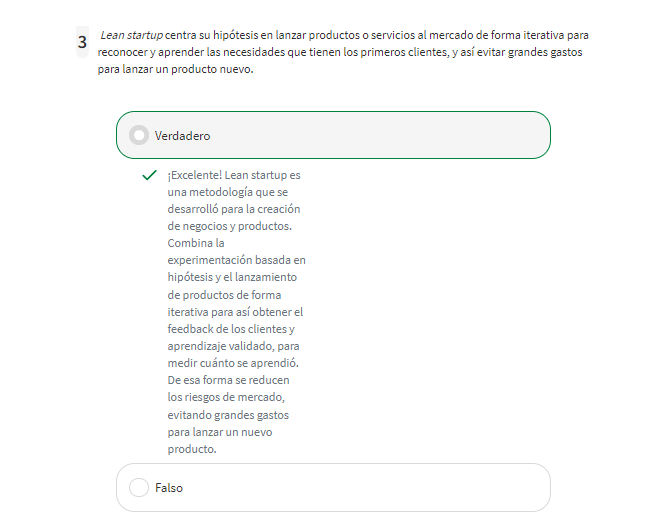 3 Lean startup centra su hipótesis en lanzar productos o servicios al mercado de forma iterativa para
reconocer y aprender las necesidades que tienen los primeros clientes, y así evitar grandes gastos
para lanzar un producto nuevo.
Verdadero
¡Excelente! Lean startup es
una metodología que se
desarrolló para la creación
de negocios y productos.
Combina la
experimentación basada en
hipótesis y el lanzamiento
de productos de forma
iterativa para así obtener el
feedback de los clientes y
aprendizaje validado, para
medir cuánto se aprendió.
De esa forma se reducen
los riesgos de mercado,
evitando grandes gastos
para lanzar un nuevo
producto.
Falso